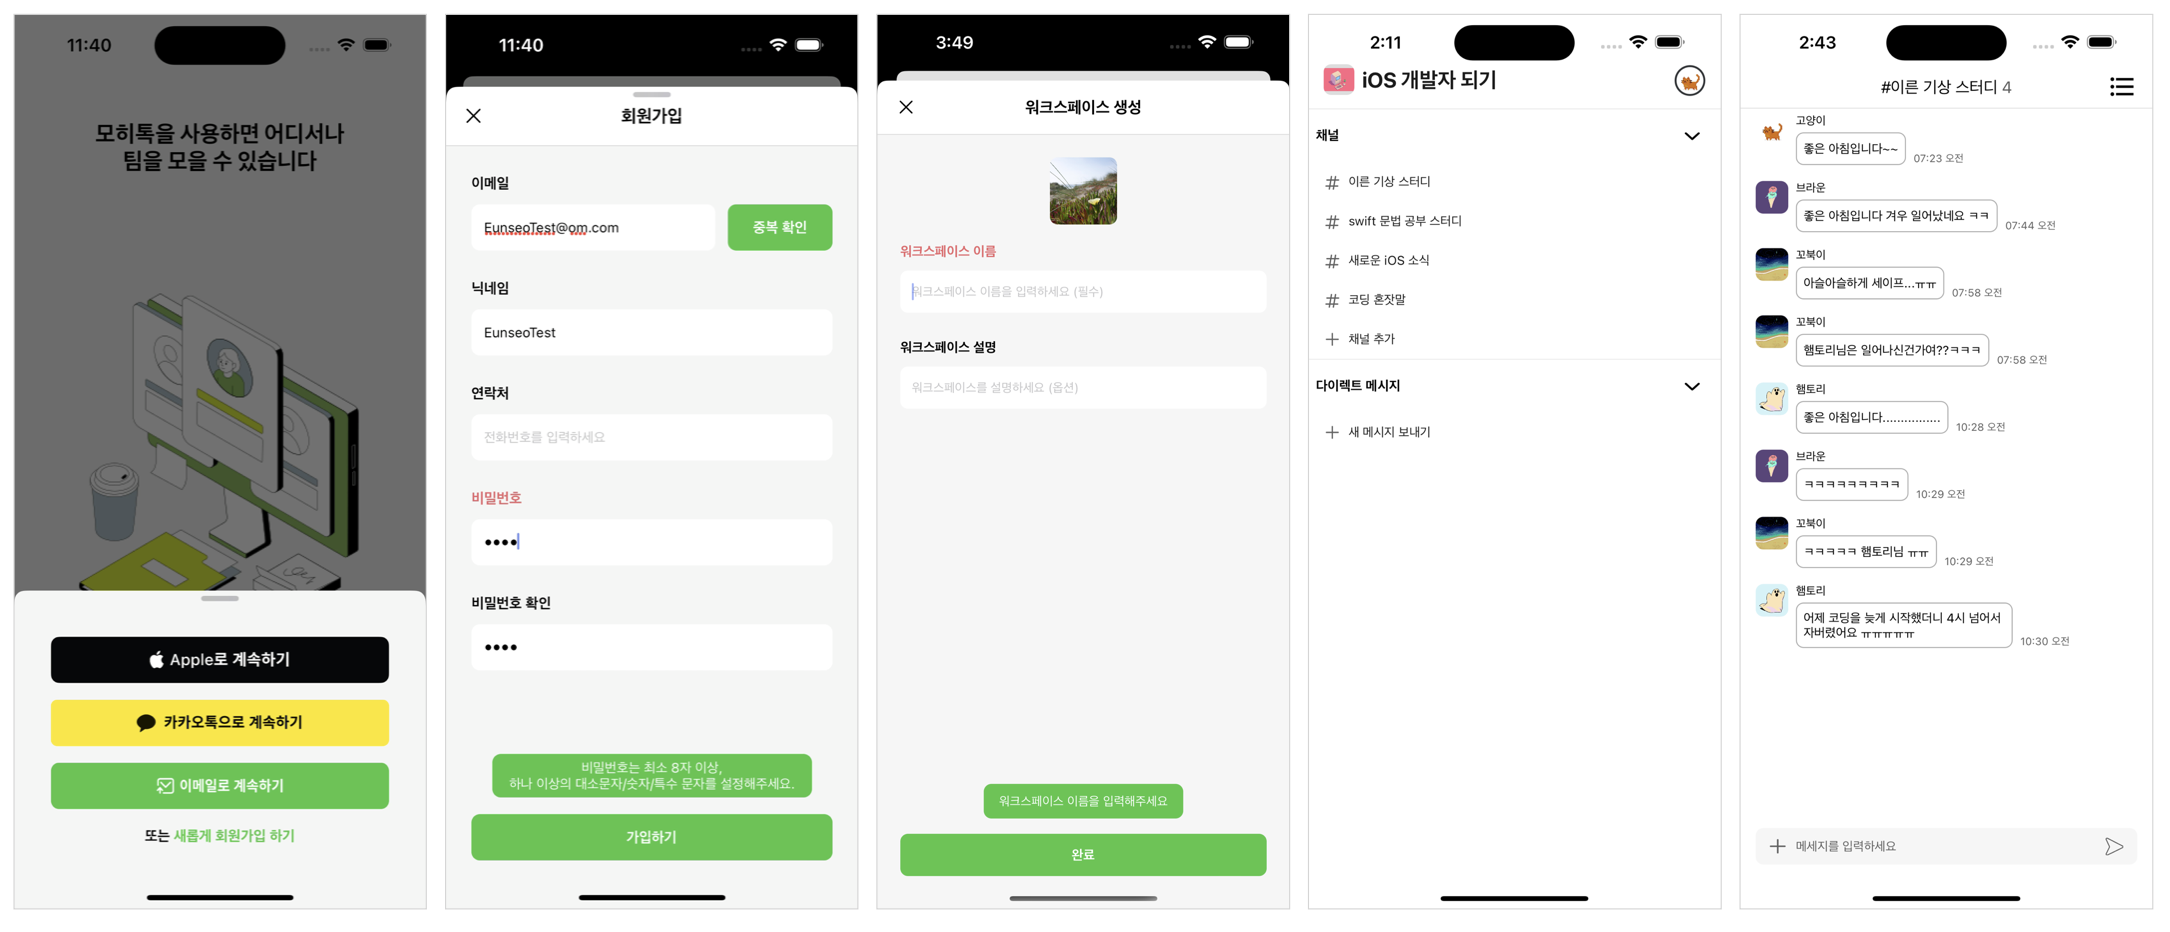 11:40
모히톡을 사용하면 어디서나
팀을 모을 수 있습니다
Apple로 계속하기
카카오톡으로 계속하기
이메일로 계속하기
또는 새롭게 회원가입 하기
11:40
회원가입
이메일
EunseoTest@om.com
중복 확인
닉네임
EunseoTest
연락처
전화번호를 입력하세요
비밀번호
••••
비밀번호 확인
••••
비밀번호는 최소 8자 이상,
하나 이상의 대소문자/숫자/특수 문자를 설정해주세요.
가입하기
3:49
워크스페이스 생성
워크스페이스 이름
워크스페이스 이름을 입력하세요 (필수)
워크스페이스 설명
워크스페이스를 설명하세요 (옵션)
워크스페이스 이름을 입력해주세요
완료
2:11
iOS 개발자 되기
채널
# 이른 기상 스터디
# swift 문법 공부 스터디
# 새로운 iOS 소식
# 코딩 혼잣말
+ 채널 추가
다이렉트 메시지
+ 새 메시지 보내기
2:43
#이른 기상 스터디 4
고양이
좋은 아침입니다~~
07:23 오전
브라운
좋은 아침입니다 겨우 일어났네요 ㅋㅋ
07:44 오전
꼬북이
아슬아슬하게 세이프...ㅠㅠ
07:58 오전
꼬북이
햄토리님은 일어나신건가여??ㅋㅋㅋ
07:58 오전
햄토리
좋은 아침입니다................
10:28 오전
브라운
ㅋㅋㅋㅋㅋㅋㅋㅋㅋ
10:29 오전
꼬북이
ㅋㅋㅋㅋㅋ 햄토리님 ㅠㅠ
10:29 오전
햄토리
어제 코딩을 늦게 시작했더니 4시 넘어서
자버렸어요 ㅠㅠㅠㅠㅠ
10:30 오전
+ 메세지를 입력하세요